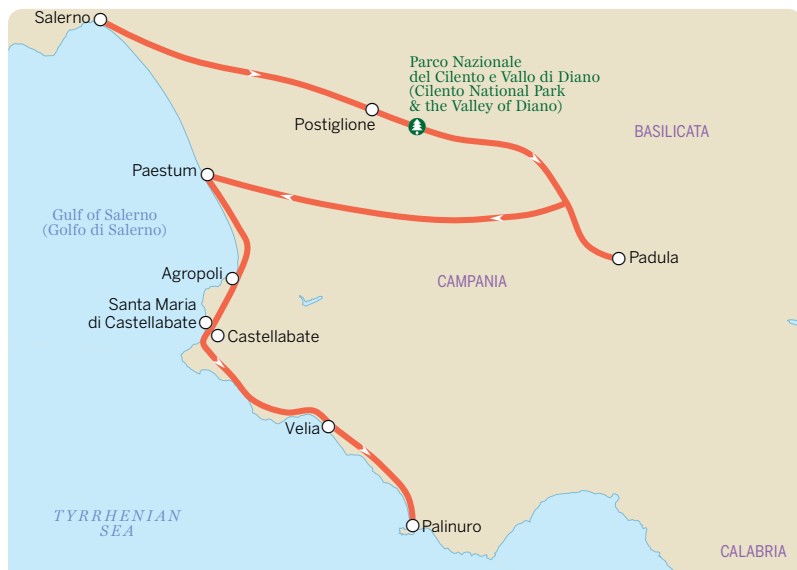 Salerno
Parco Nazionale
del Cilento e Vallo di Diano
(Cilento National Park
& the Valley of Diano)
Postiglione
BASILICATA
Paestum
Gulf of Salerno
(Golfo di Salerno)
Padula
Agropoli
CAMPANIA
Santa Maria
di Castellabate
Castellabate
Velia
TYRRHENIAN
SEA
Palinuro
CALABRIA